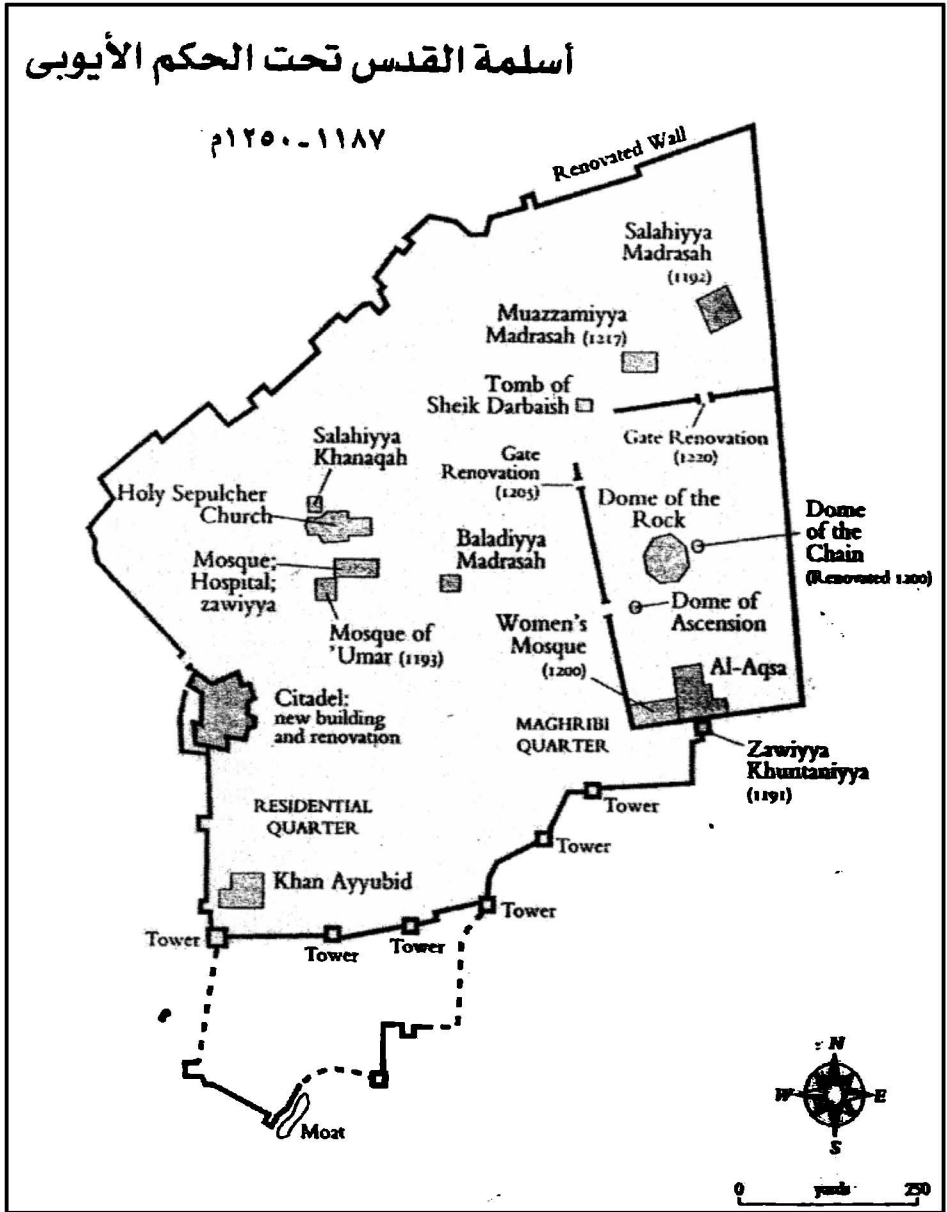 أسلمة القدس تحت الحكم الأيوبى
١١٨٧-١٢٥٠م
Renovated Wall
Salahiyya
Madrasah
(1192)
Muazzamiyya
Madrasah (1217)
Tomb of
Sheik Darbaish
Gate Renovation
(1220)
Salahiyya
Khanaqah
Gate
Renovation
(1205)
Holy Sepulcher
Church
Dome of the
Rock
Dome
of the
Chain
(Renovated 1200)
Baladiyya
Madrasah
Mosque;
Hospital;
zawiyya
Mosque of
'Umar (1193)
Women's
Mosque
(1200)
Dome of
Ascension
Al-Aqsa
Citadel:
new building
and renovation
MAGHRIBI
QUARTER
Zawiyya
Khuntaniyya
(1191)
RESIDENTIAL
QUARTER
Tower
Tower
Khan Ayyubid
Tower
Tower
Tower
Tower
Moat
N
W
E
S
0 yards 250